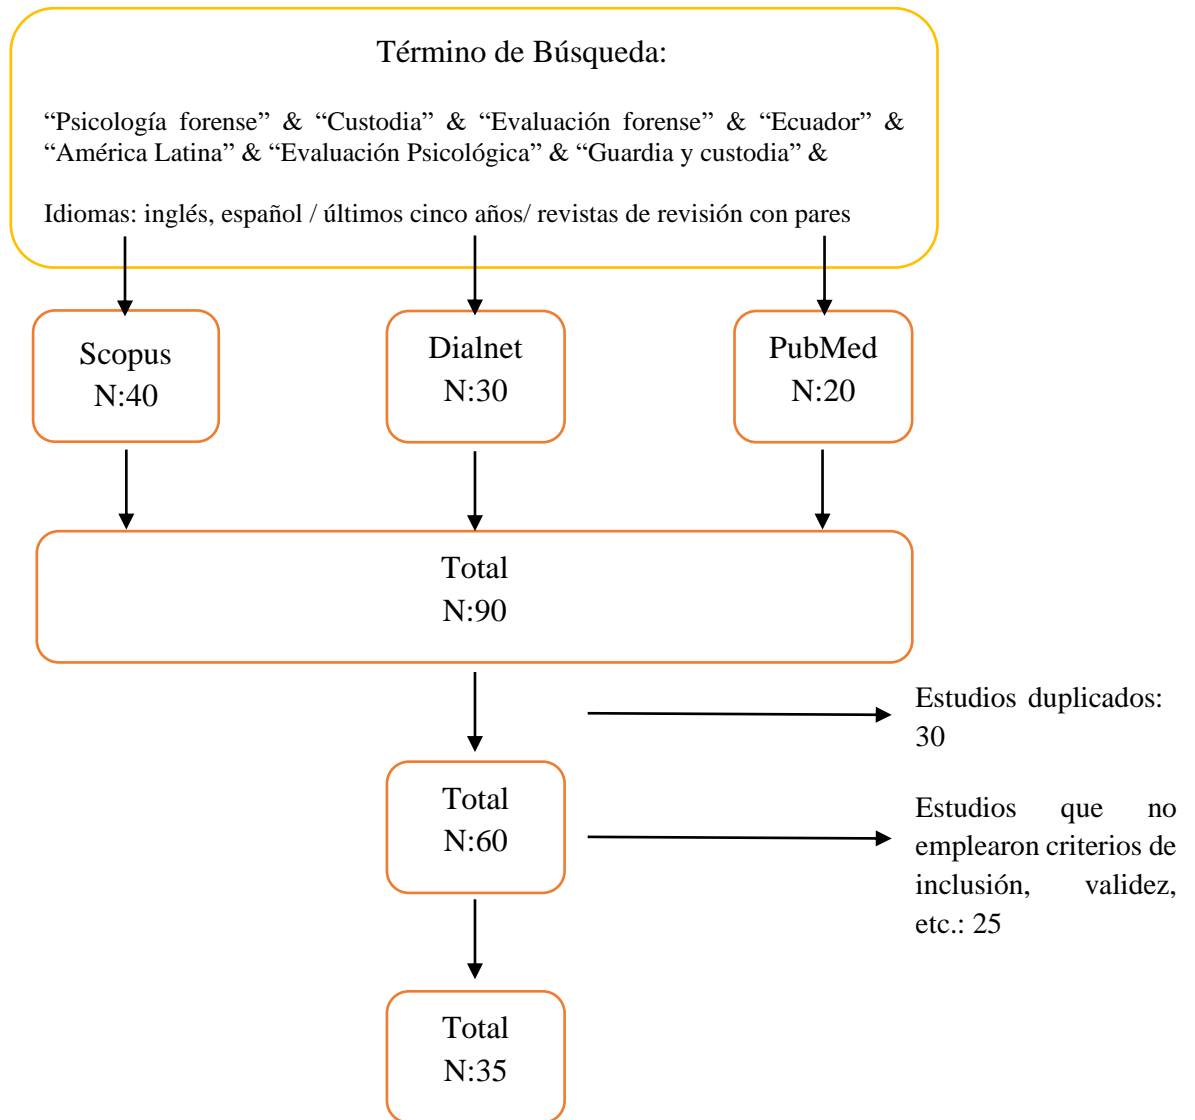 Término de Búsqueda:
“Psicología forense” & “Custodia” & “Evaluación forense” & “Ecuador” &
“América Latina” & “Evaluación Psicológica” & “Guardia y custodia” &
Idiomas: inglés, español / últimos cinco años/ revistas de revisión con pares
Scopus
N:40
Dialnet
N:30
PubMed
N:20
Total
N:90
Estudios duplicados:
30
Total
N:60
Estudios que no
emplearon criterios de
inclusión, validez,
etc.: 25
Total
N:35